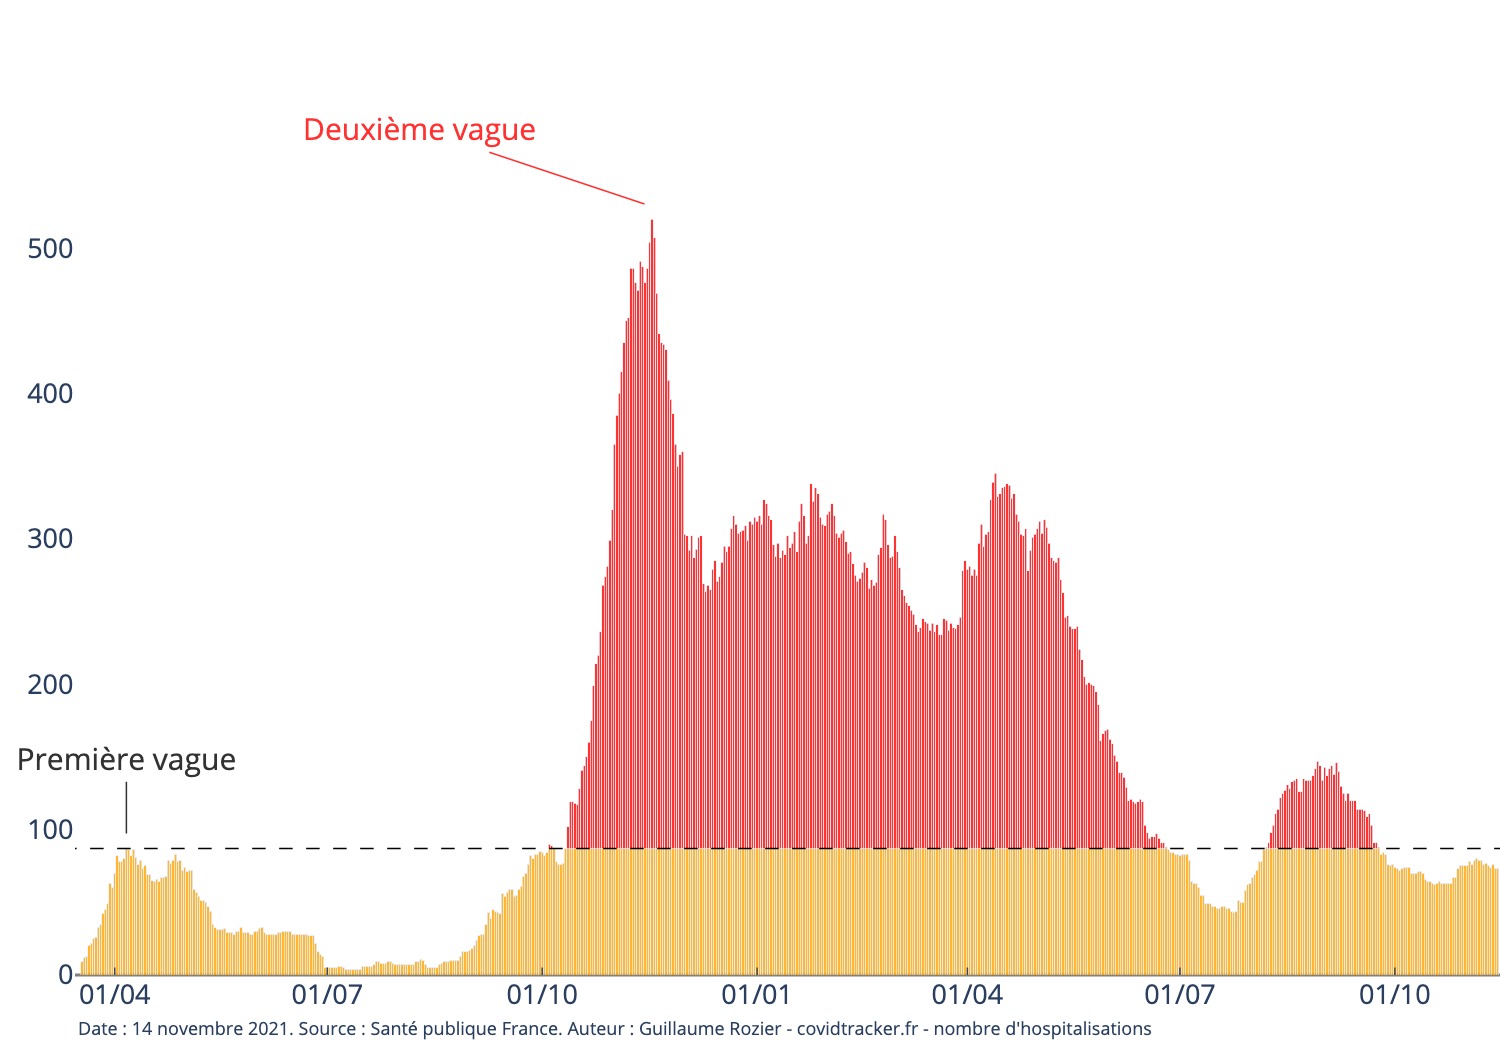 Deuxième vague
500
400
300
200
Première vague
100
0
01/04 01/07 01/10 01/01 01/04 01/07 01/10
Date : 14 novembre 2021. Source : Santé publique France. Auteur : Guillaume Rozier - covidtracker.fr - nombre d'hospitalisations